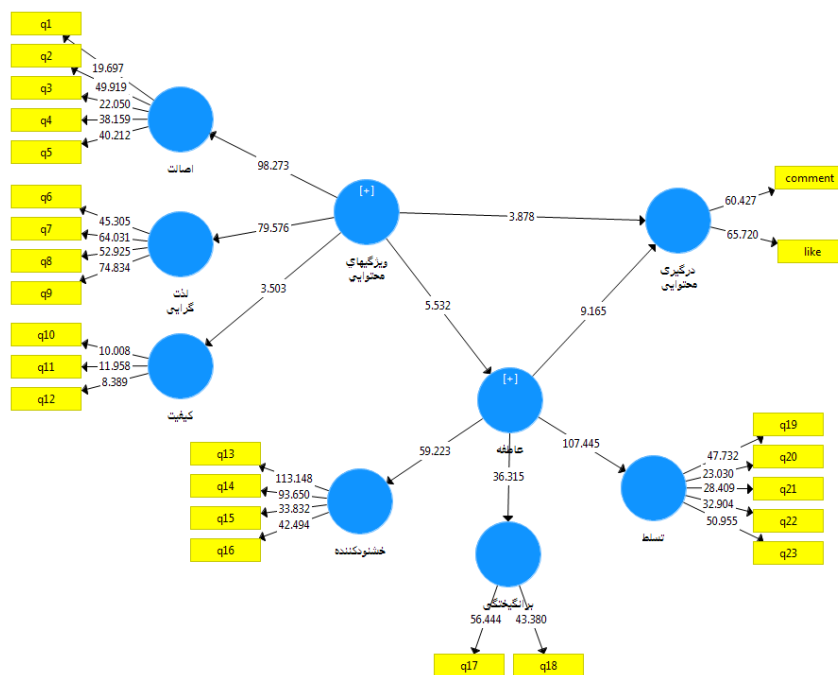 q1
q2
q3
q4
q5
19.697
49.919
22.050
38.159
40.212
اصالت
98.273
q6
q7
q8
q9
45.305
64.031
52.925
74.834
لذت
گرایی
79.576
[+]
ویژگیهای
محتوایی
3.878
comment
like
60.427
65.720
درگیری
محتوایی
3.503
5.532
9.165
q10
q11
q12
10.008
11.958
8.389
کیفیت
[+]
عاطفه
59.223
36.315
107.445
q13
q14
q15
q16
113.148
93.650
33.832
42.494
خشنودکننده
برانگیختگی
56.444
43.380
q17
q18
q19
q20
q21
q22
q23
47.732
23.030
28.409
32.904
50.955
تسلط